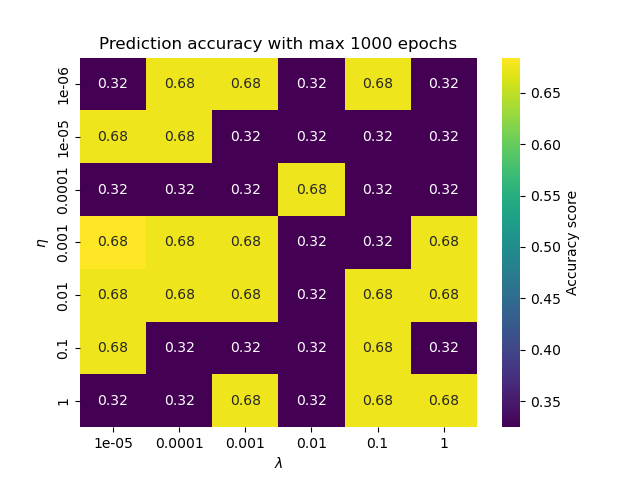 Prediction accuracy with max 1000 epochs
1e-06 0.32 0.68 0.68 0.32 0.68 0.32
1e-05 0.68 0.68 0.32 0.32 0.32 0.32
0.0001 0.32 0.32 0.32 0.68 0.32 0.32
0.001 0.68 0.68 0.68 0.32 0.32 0.68
0.01 0.68 0.68 0.68 0.32 0.68 0.68
0.1 0.68 0.32 0.32 0.32 0.68 0.32
1 0.32 0.32 0.68 0.32 0.68 0.68
1e-05 0.0001 0.001 0.01 0.1 1
λ
η
0.65
0.60
0.55
0.50
0.45
0.40
0.35
Accuracy score